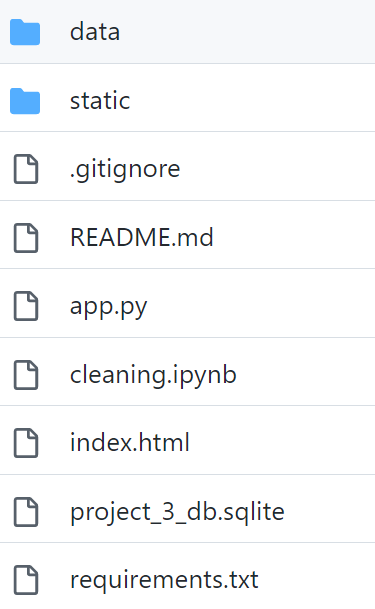 data
static
.gitignore
README.md
app.py
cleaning.ipynb
index.html
project_3_db.sqlite
requirements.txt